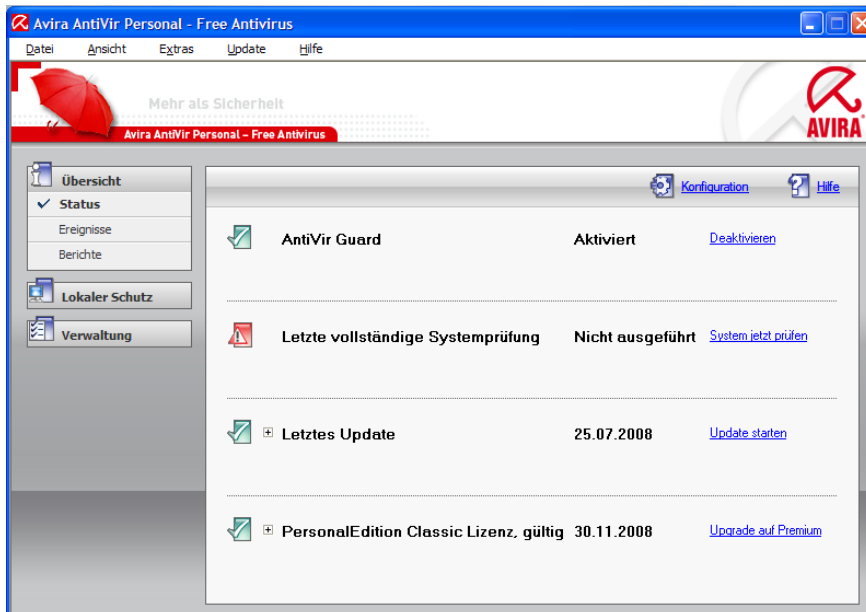 Avira AntiVir Personal - Free Antivirus
Datei Ansicht Extras Update Hilfe
Mehr als Sicherheit
Avira AntiVir Personal – Free Antivirus
AVIRA
Übersicht
Status
Ereignisse
Berichte
Lokaler Schutz
Verwaltung
Konfiguration Hilfe
AntiVir Guard Aktiviert Deaktivieren
Letzte vollständige Systemprüfung Nicht ausgeführt System jetzt prüfen
Letztes Update 25.07.2008 Update starten
PersonalEdition Classic Lizenz, gültig 30.11.2008 Upgrade auf Premium